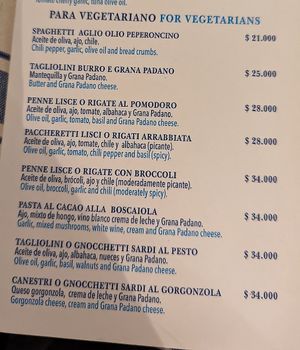 Tomate cherry, garlic, tuna olive oil.
PARA VEGETARIANO FOR VEGETARIANS
SPAGHETTI AGLIO OLIO PEPERONCINO $ 21.000
Aceite de oliva, ajo, chile.
Chili pepper, garlic, olive oil and bread crumbs.
TAGLIOLINI BURRO E GRANA PADANO $ 25.000
Mantequilla y Grana Padano.
Butter and Grana Padano cheese.
PENNE LISCE O RIGATE AL POMODORO $ 28.000
Aceite de oliva, ajo, tomate, albahaca y Grana Padano.
Olive oil, garlic, tomato, basil and Grana Padano cheese.
PACCHERETTI LISCI O RIGATI ARRABBIATA $ 28.000
Aceite de oliva, ajo, tomate, chile y albahaca (picante).
Olive oil, garlic, tomato, chili pepper and basil (spicy).
PENNE LISCE O RIGATE CON BROCCOLI $ 34.000
Aceite de oliva, brócoli, ajo y chile (moderadamente picante).
Olive oil, broccoli, garlic and chili (moderately spicy).
PASTA AL CACAO ALLA BOSCAIOLA $ 34.000
Ajo, mixto de hongo, vino blanco crema de leche y Grana Padano.
Garlic, mixed mushrooms, white wine, cream and Grana Padano cheese.
TAGLIOLINI O GNOCCHETTI SARDI AL PESTO $ 34.000
Aceite de oliva, ajo, albahaca, nueces y Grana Padano.
Olive oil, garlic, basil, walnuts and Grana Padano cheese.
CANESTRI O GNOCCHETTI SARDI AL GORGONZOLA $ 34.000
Queso gorgonzola, crema de leche y Grana Padano.
Gorgonzola cheese, cream and Grana Padano cheese.